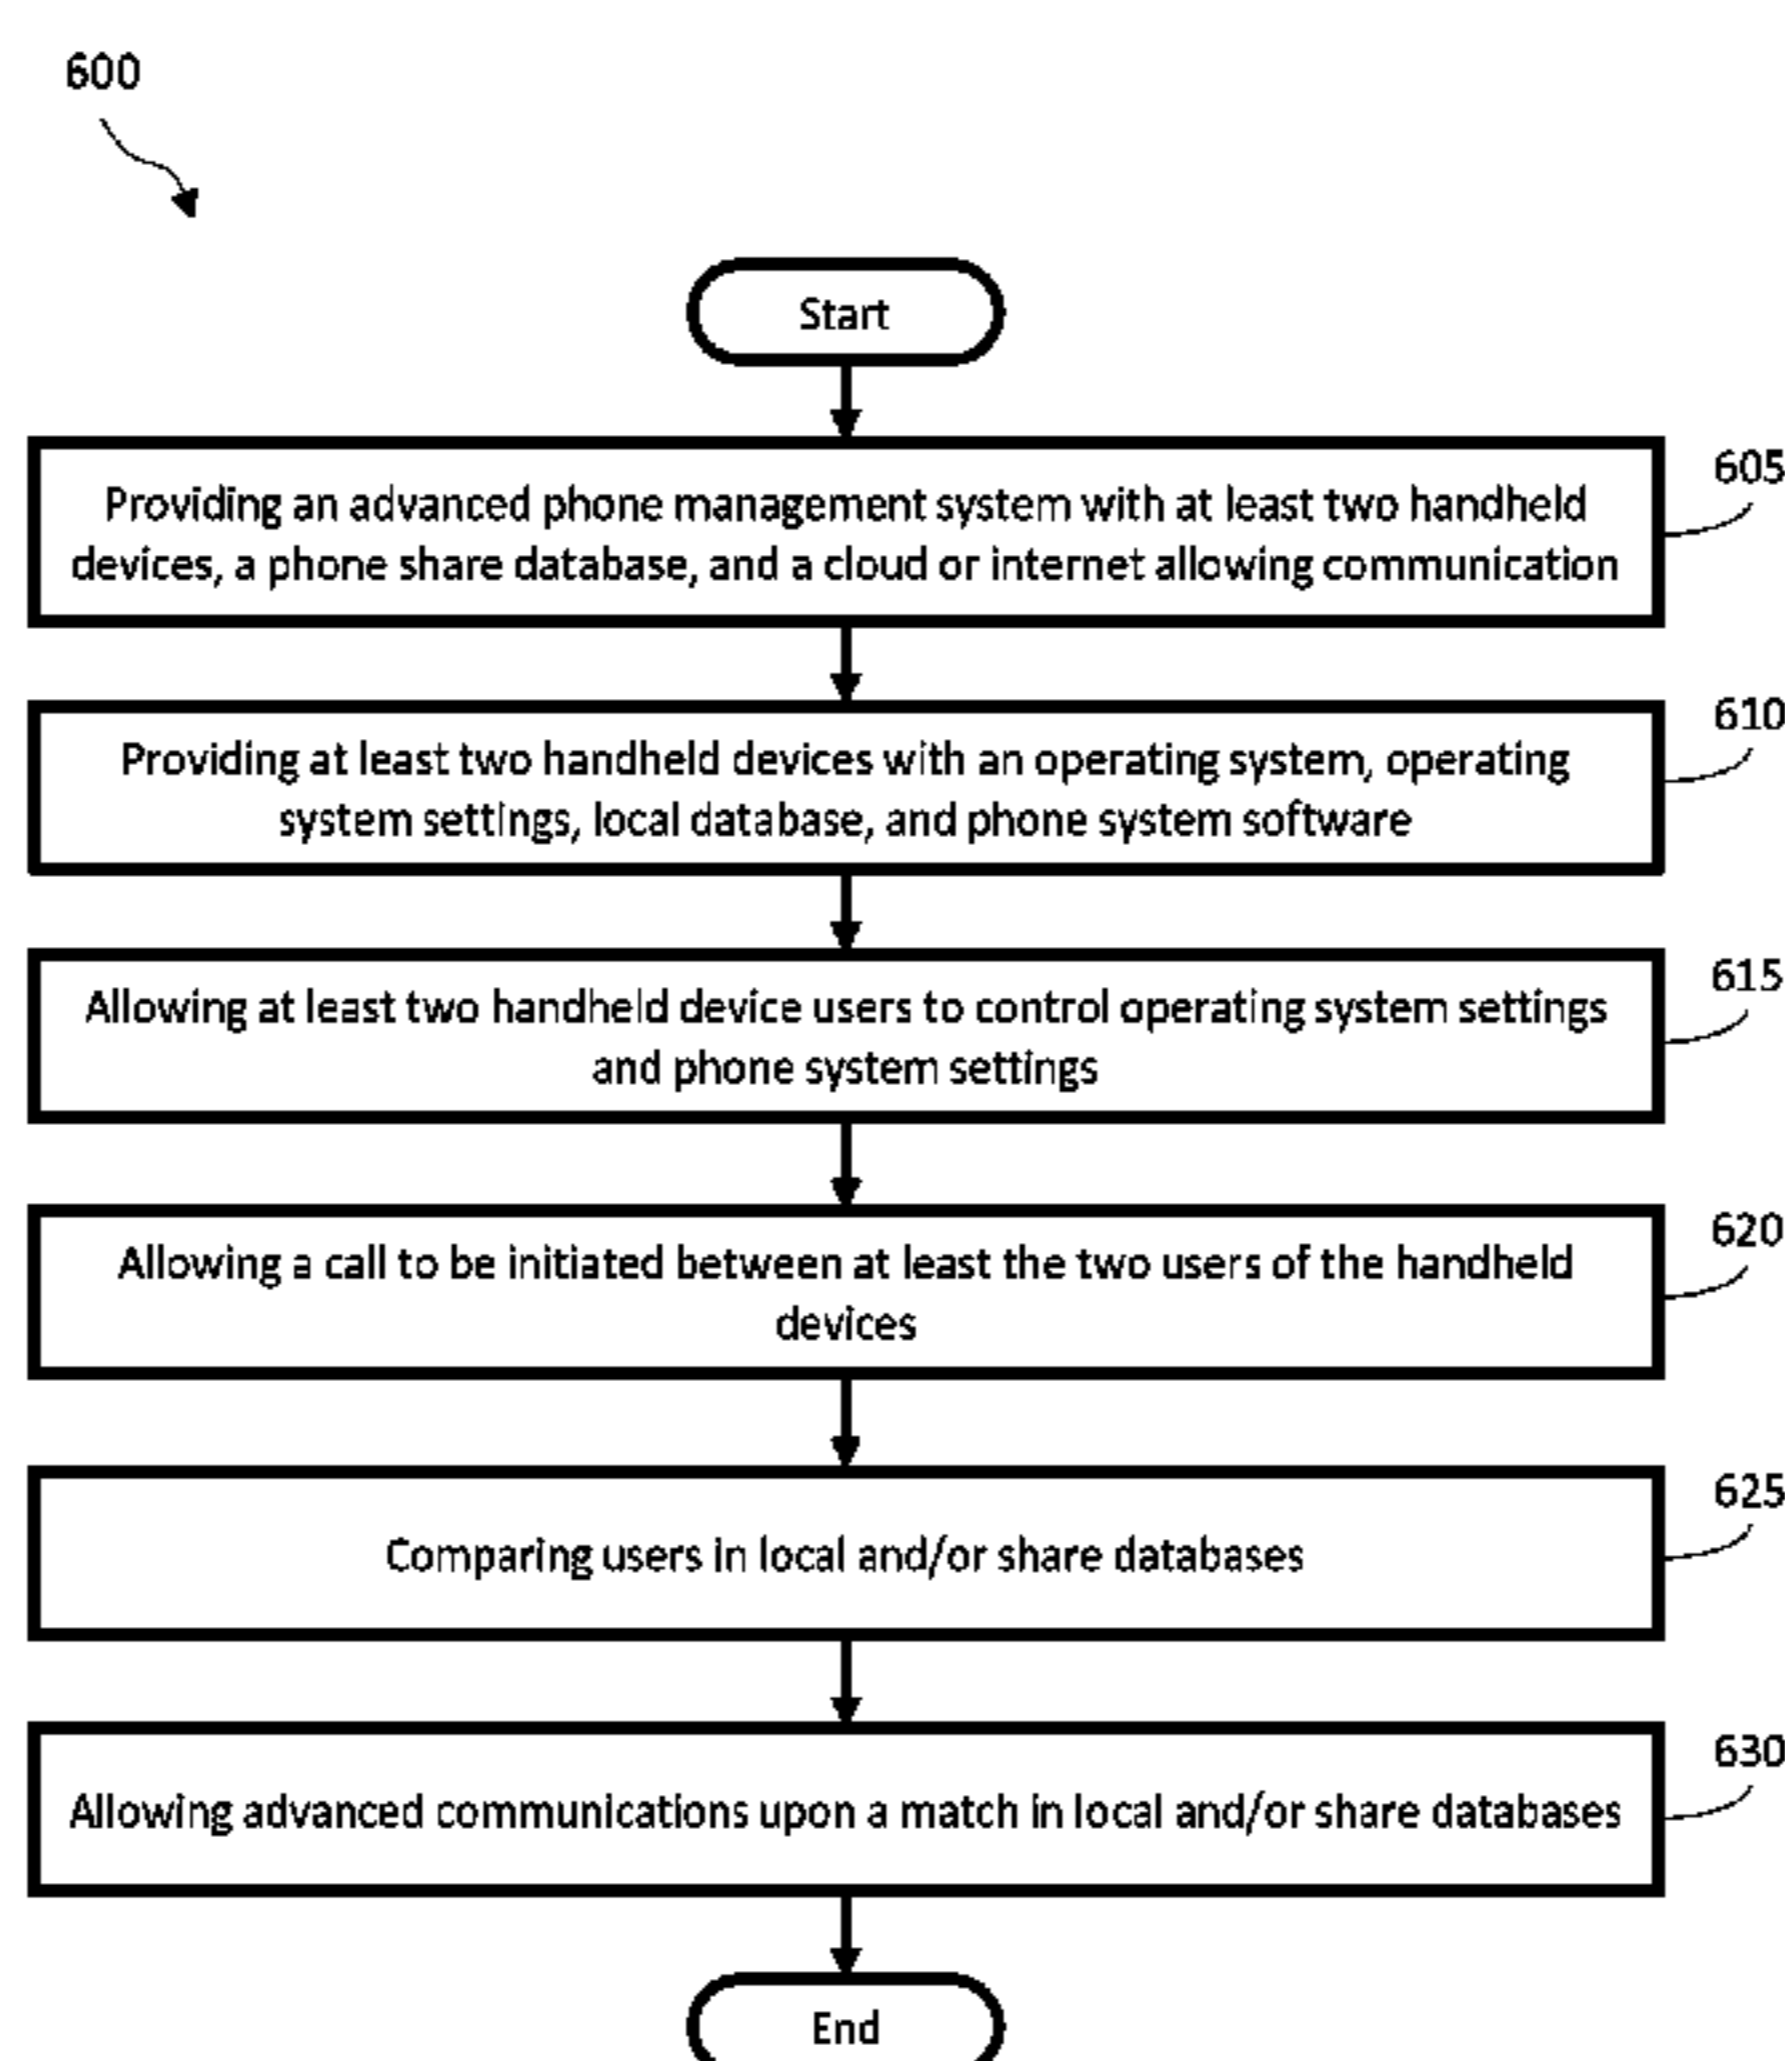 600
Start
605
Providing an advanced phone management system with at least two handheld
devices, a phone share database, and a cloud or internet allowing communication
610
Providing at least two handheld devices with an operating system, operating
system settings, local database, and phone system software
615
Allowing at least two handheld device users to control operating system settings
and phone system settings
620
Allowing a call to be initiated between at least the two users of the handheld
devices
625
Comparing users in local and/or share databases
630
Allowing advanced communications upon a match in local and/or share databases
End